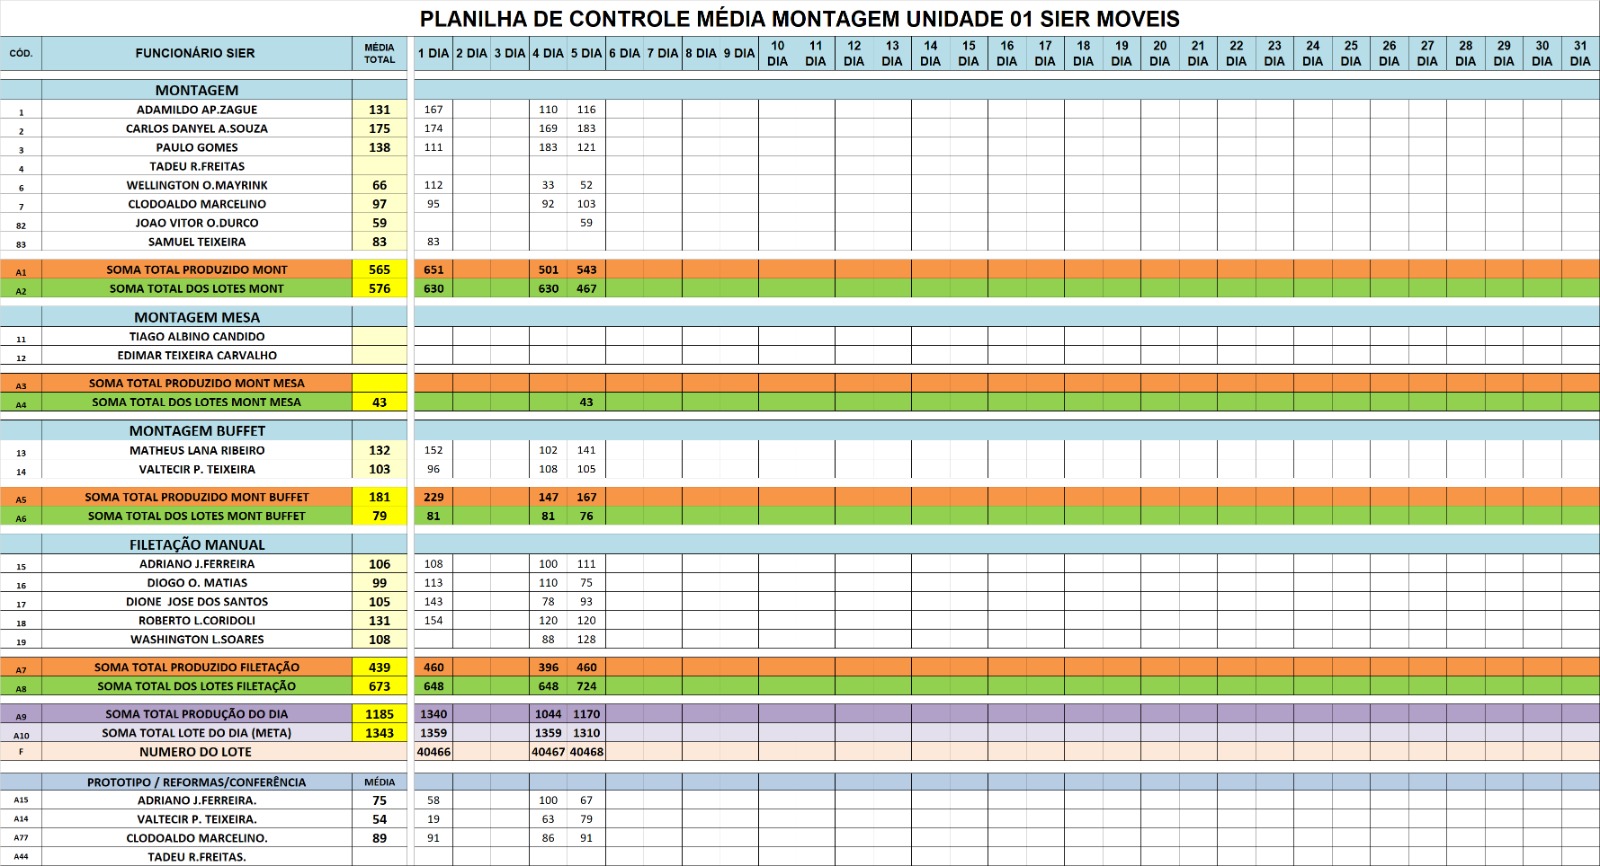 PLANILHA DE CONTROLE MÉDIA MONTAGEM UNIDADE 01 SIER MOVEIS
CÓD. FUNCIONÁRIO SIER MÉDIA TOTAL 1 DIA 2 DIA 3 DIA 4 DIA 5 DIA 6 DIA 7 DIA 8 DIA 9 DIA 10 DIA 11 DIA 12 DIA 13 DIA 14 DIA 15 DIA 16 DIA 17 DIA 18 DIA 19 DIA 20 DIA 21 DIA 22 DIA 23 DIA 24 DIA 25 DIA 26 DIA 27 DIA 28 DIA 29 DIA 30 DIA 31 DIA
MONTAGEM
1 ADAMILDO AP.ZAGUE 131 167 110 116
2 CARLOS DANYEL A.SOUZA 175 174 169 183
3 PAULO GOMES 138 111 183 121
4 TADEU R.FREITAS
6 WELLINGTON O.MAYRINK 66 112 33 52
7 CLODOALDO MARCELINO 97 95 92 103
82 JOAO VITOR O.DURCO 59 59
83 SAMUEL TEIXEIRA 83 83
A1 SOMA TOTAL PRODUZIDO MONT 565 651 501 543
A2 SOMA TOTAL DOS LOTES MONT 576 630 630 467
MONTAGEM MESA
11 TIAGO ALBINO CANDIDO
12 EDIMAR TEIXEIRA CARVALHO
A3 SOMA TOTAL PRODUZIDO MONT MESA
A4 SOMA TOTAL DOS LOTES MONT MESA 43 43
MONTAGEM BUFFET
13 MATHEUS LANA RIBEIRO 132 152 102 141
14 VALTECIR P. TEIXEIRA 103 96 108 105
A5 SOMA TOTAL PRODUZIDO MONT BUFFET 181 229 147 167
A6 SOMA TOTAL DOS LOTES MONT BUFFET 79 81 81 76
FILETAÇÃO MANUAL
15 ADRIANO J.FERREIRA 106 108 100 111
16 DIOGO O. MATIAS 99 113 110 75
17 DIONE  JOSE DOS SANTOS 105 143 78 93
18 ROBERTO L.CORIDOLI 131 154 120 120
19 WASHINGTON L.SOARES 108 88 128
A7 SOMA TOTAL PRODUZIDO FILETAÇÃO 439 460 396 460
A8 SOMA TOTAL DOS LOTES FILETAÇÃO 673 648 648 724
A9 SOMA TOTAL PRODUÇÃO DO DIA 1185 1340 1044 1170
A10 SOMA TOTAL LOTE DO DIA (META) 1343 1359 1359 1310
F NUMERO DO LOTE 40466 40467 40468
PROTOTIPO / REFORMAS/CONFERÊNCIA MÉDIA
A15 ADRIANO J.FERREIRA. 75 58 100 67
A14 VALTECIR P. TEIXEIRA. 54 19 63 79
A77 CLODOALDO MARCELINO. 89 91 86 91
A44 TADEU R.FREITAS.